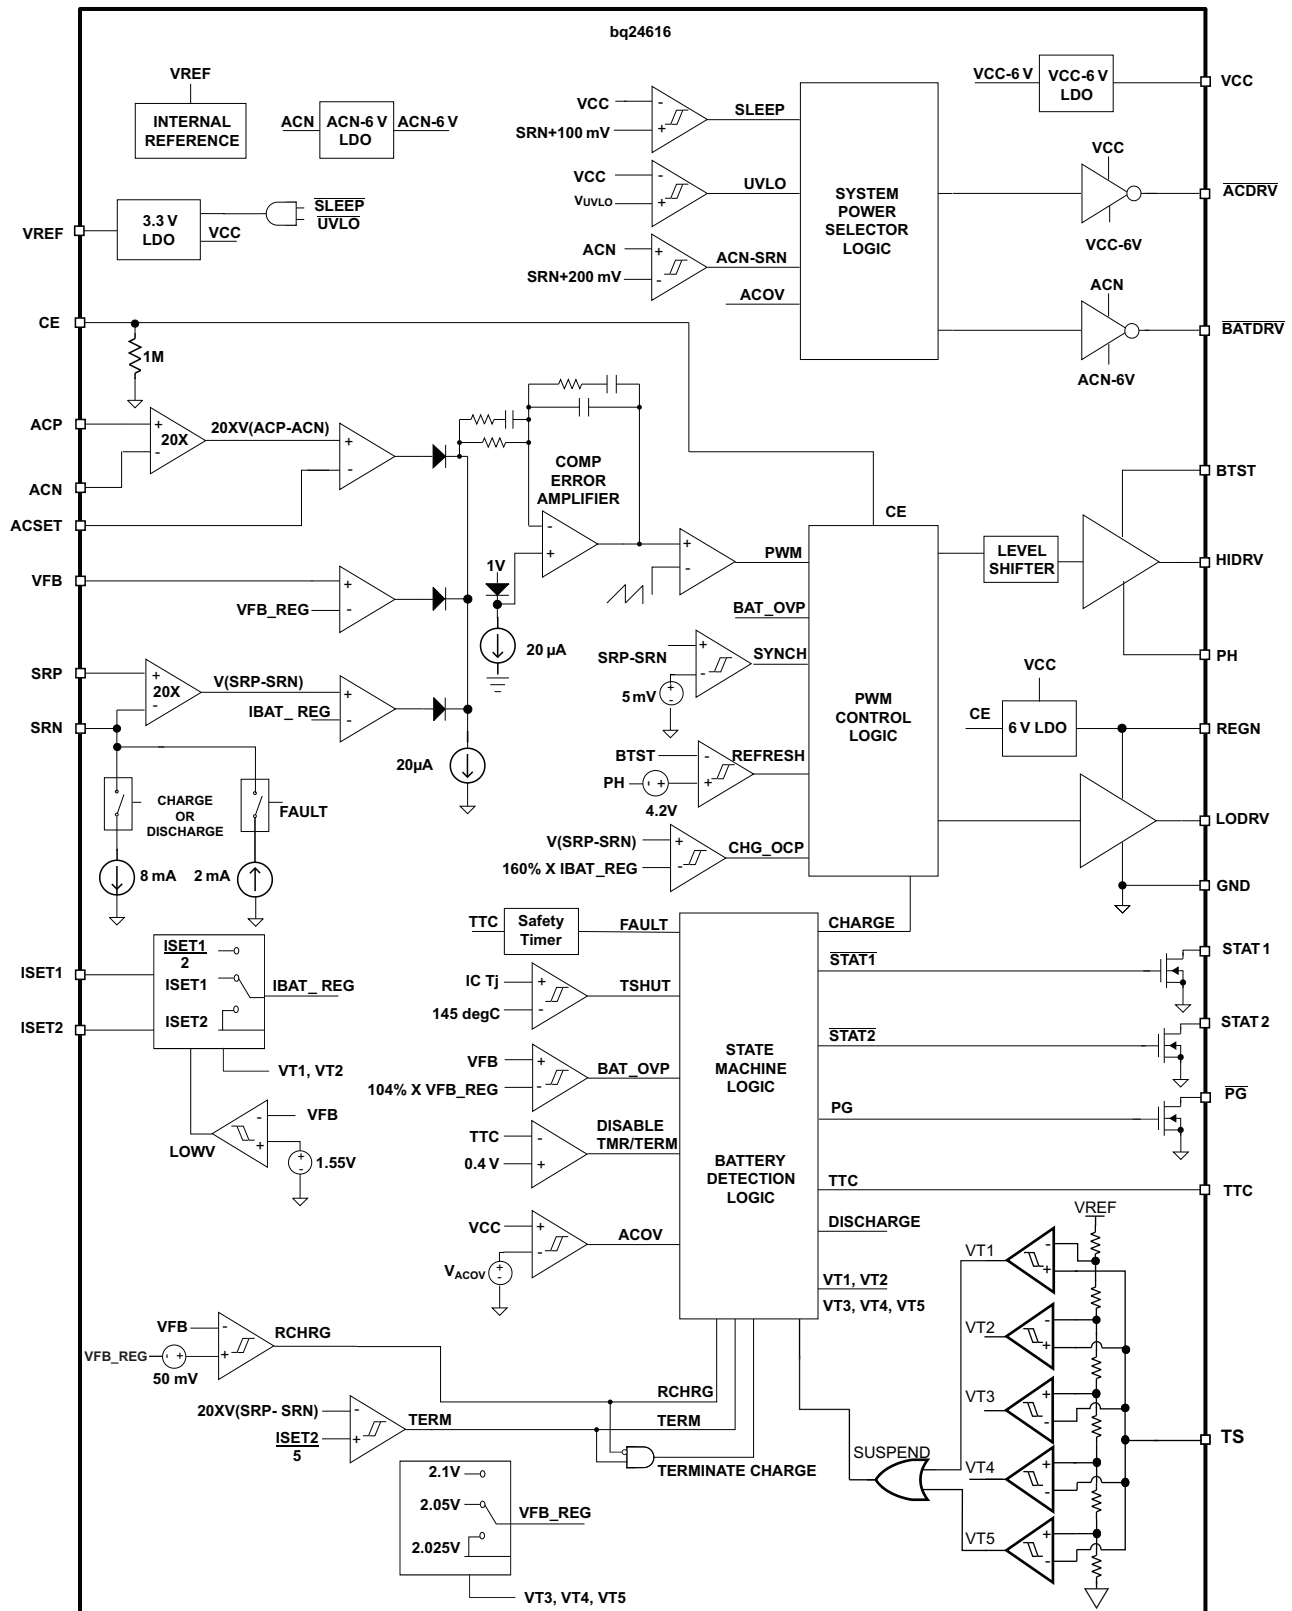 bq24616
VREF
INTERNAL
REFERENCE
ACN
ACN-6 V
LDO
ACN-6 V
VCC
SRN+100 mV
-
+
SLEEP
VCC
VUVLO
-
+
UVLO
ACN
SRN+200 mV
+
-
ACN-SRN
ACOV
SYSTEM
POWER
SELECTOR
LOGIC
VCC-6 V
VCC-6 V
LDO
VCC
VCC
VCC-6V
ACDRV
ACN
ACN-6V
BATDRV
VREF
3.3 V
LDO
VCC
SLEEP
UVLO
CE
1M
ACP
ACN
+
-
20X
20XV(ACP-ACN)
+
-
ACSET
COMP
ERROR
AMPLIFIER
-
+
1V
20 µA
VFB
VFB_REG
+
-
SRP
SRN
+
-
20X
V(SRP-SRN)
IBAT_ REG
+
-
20µA
CHARGE
OR
DISCHARGE
FAULT
8 mA
2 mA
+
-
PWM
BAT_OVP
SRP-SRN
+
-
SYNCH
5 mV
+
-
BTST
PH
- +
4.2V
-
+
REFRESH
V(SRP-SRN)
160% X IBAT_REG
+
-
CHG_OCP
CE
PWM
CONTROL
LOGIC
LEVEL
SHIFTER
BTST
HIDRV
PH
VCC
CE
6 V LDO
REGN
LODRV
GND
ISET1
ISET2
ISET1
2
ISET1
ISET2
IBAT_ REG
VT1, VT2
VFB
-
+
LOWV
+
-
1.55V
TTC
Safety
Timer
FAULT
IC Tj
145 degC
+
-
TSHUT
VFB
104% X VFB_REG
+
-
BAT_OVP
TTC
0.4 V
-
+
DISABLE
TMR/TERM
VCC
VACOV
+
-
+
-
ACOV
STATE
MACHINE
LOGIC
BATTERY
DETECTION
LOGIC
CHARGE
STAT1
STAT 1
STAT2
STAT 2
PG
PG
TTC
TTC
DISCHARGE
VT1, VT2
VT3, VT4, VT5
VREF
VT1
-
+
VT2
-
+
VT3
+
-
VT4
+
-
VT5
+
-
TS
SUSPEND
VFB
VFB_REG
- +
50 mV
-
+
RCHRG
RCHRG
20XV(SRP- SRN)
ISET2
5
-
+
TERM
TERM
TERMINATE CHARGE
2.1V
2.05V
2.025V
VFB_REG
VT3, VT4, VT5